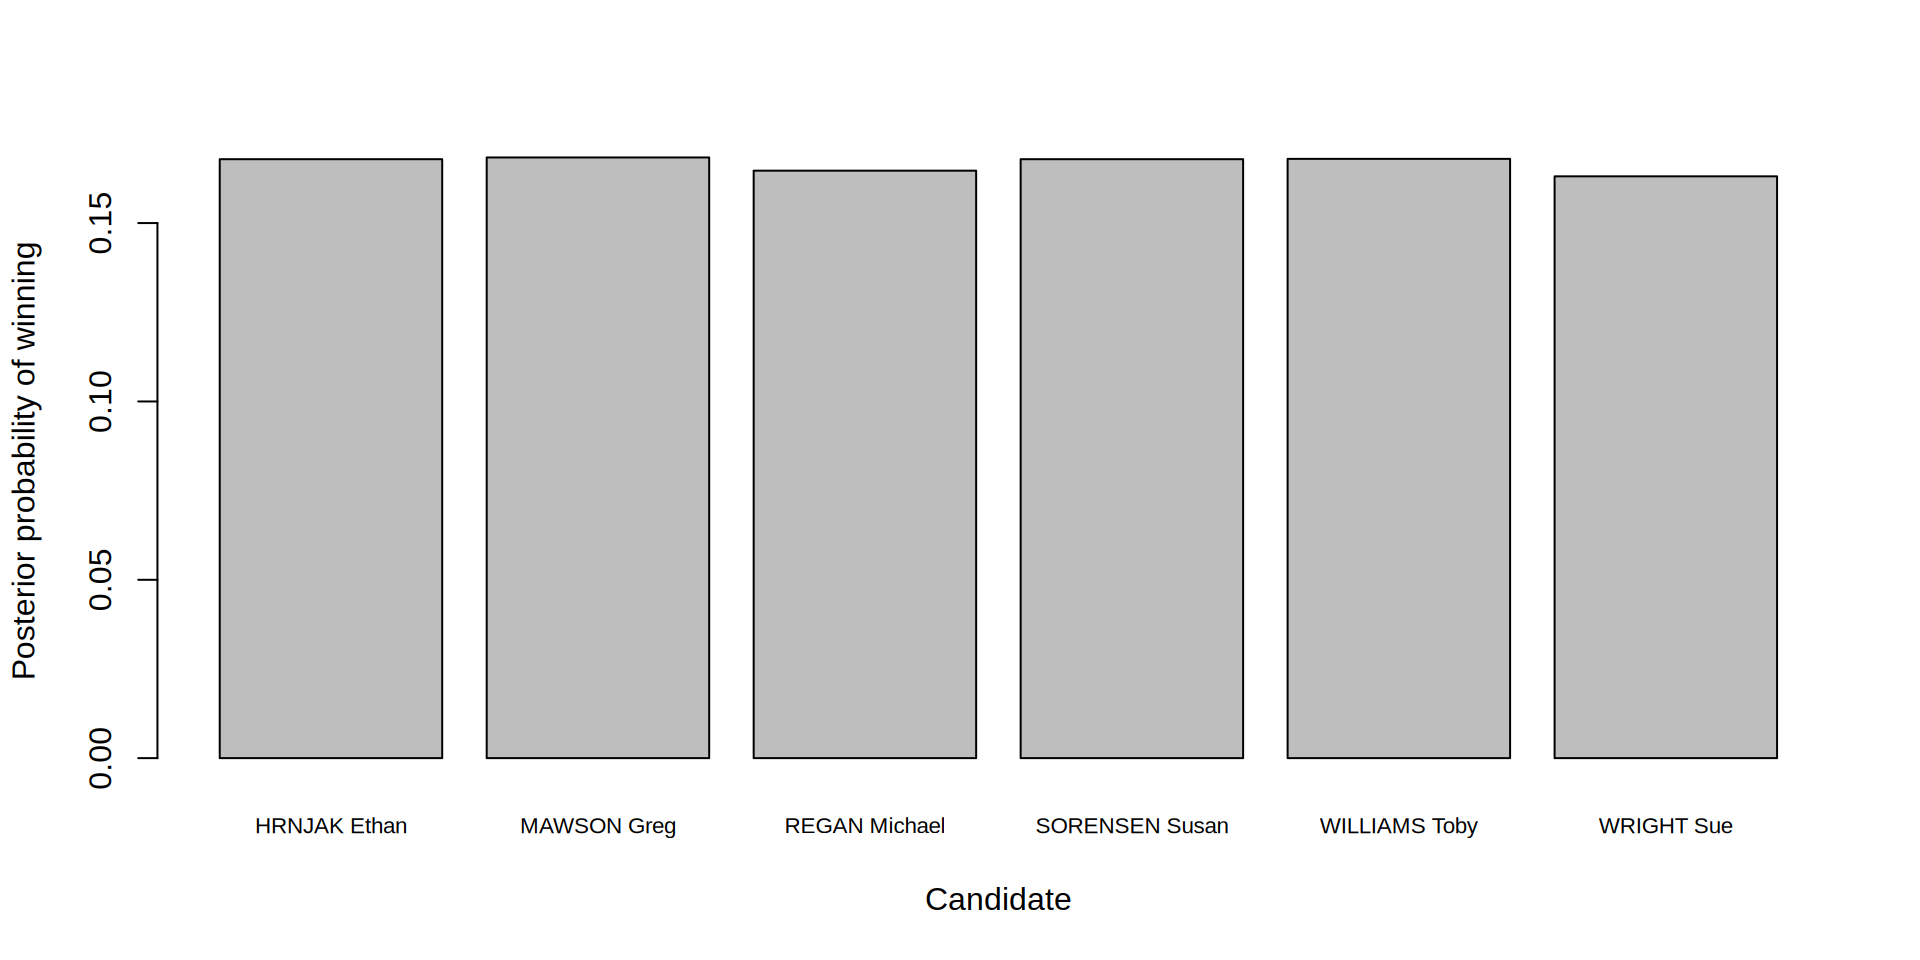 Posterior probability of winning
0.15
0.10
0.05
0.00
HRNJAK Ethan
MAWSON Greg
REGAN Michael
SORENSEN Susan
WILLIAMS Toby
WRIGHT Sue
Candidate